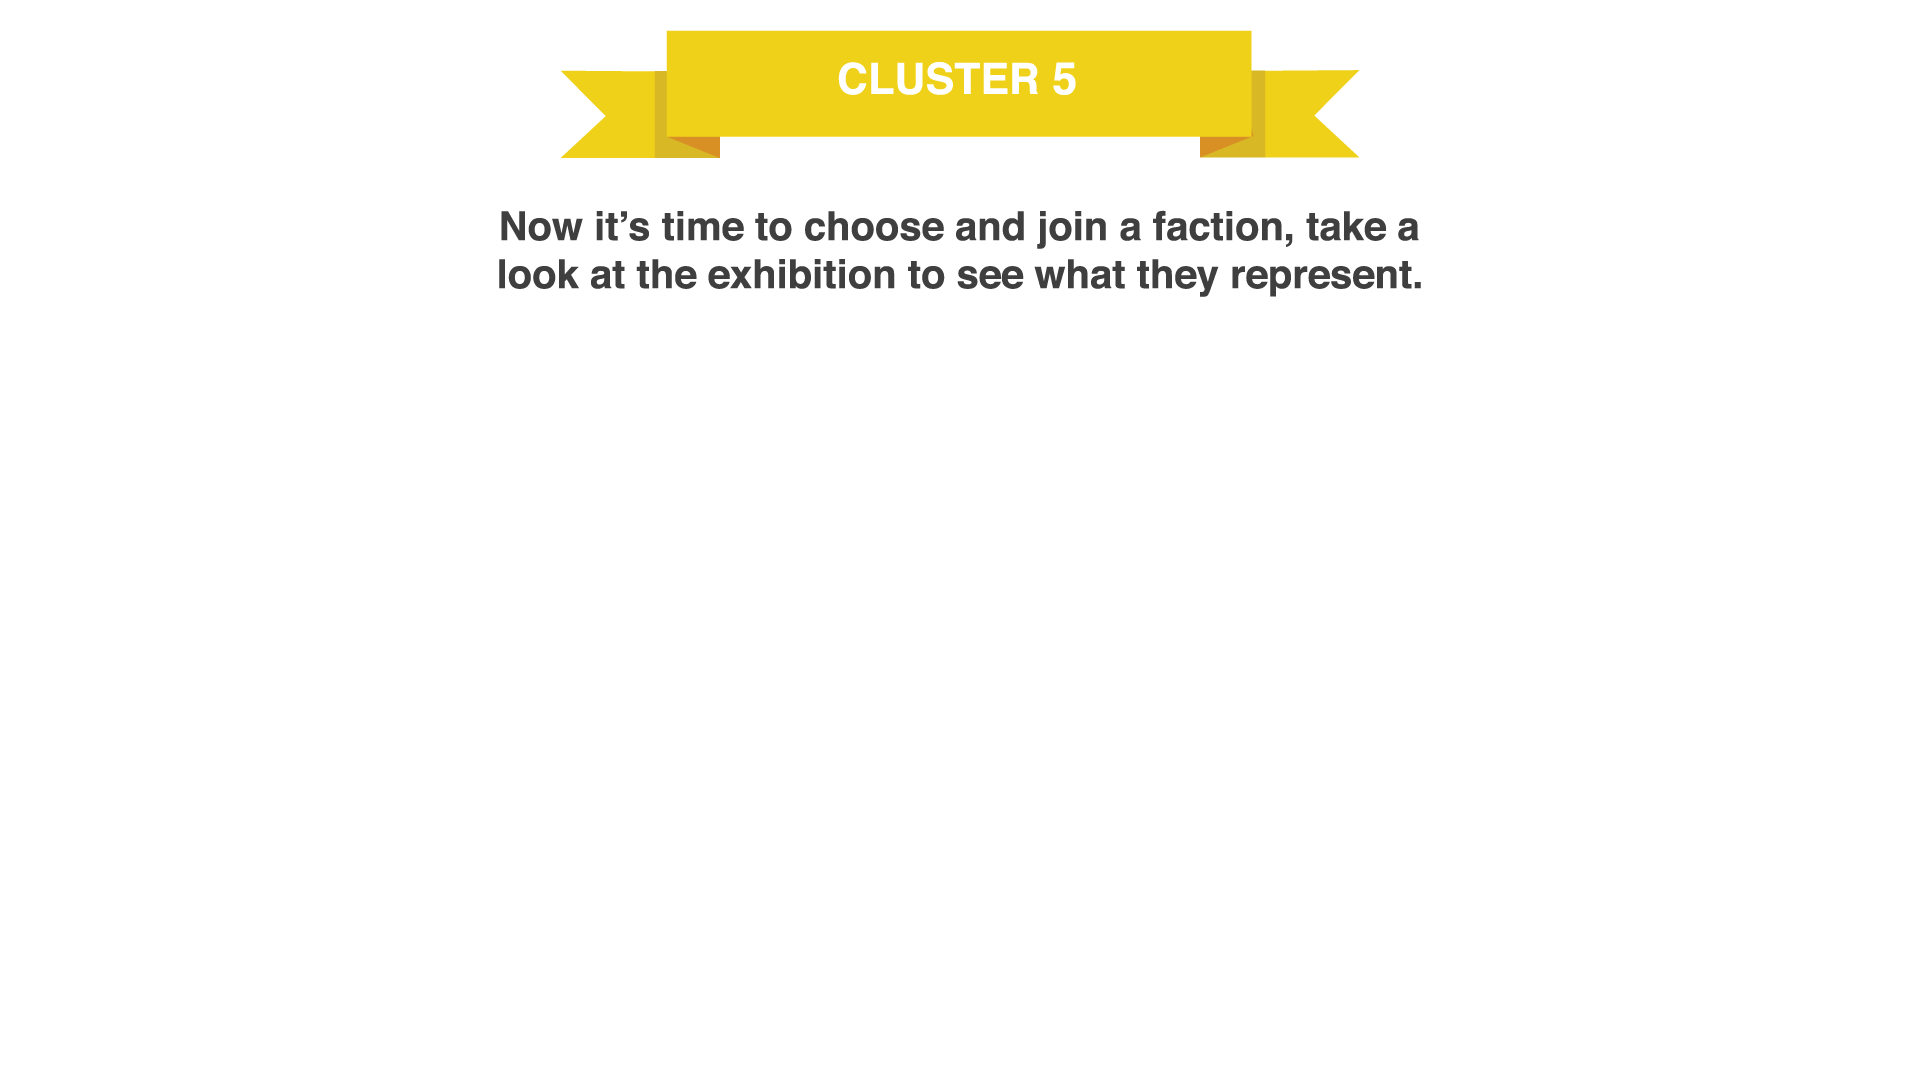 CLUSTER 5
Now it’s time to choose and join a faction, take a
look at the exhibition to see what they represent.